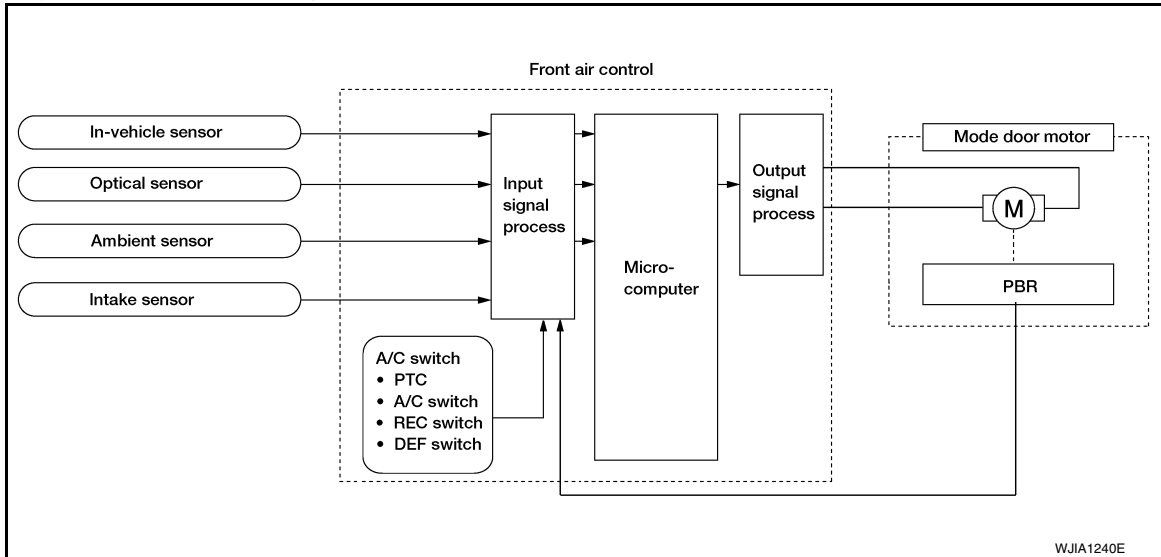 Front air control
In-vehicle sensor
Optical sensor
Ambient sensor
Intake sensor
Input
signal
process
A/C switch
• PTC
• A/C switch
• REC switch
• DEF switch
Micro-
computer
Output
signal
process
Mode door motor
M
PBR
WJIA1240E